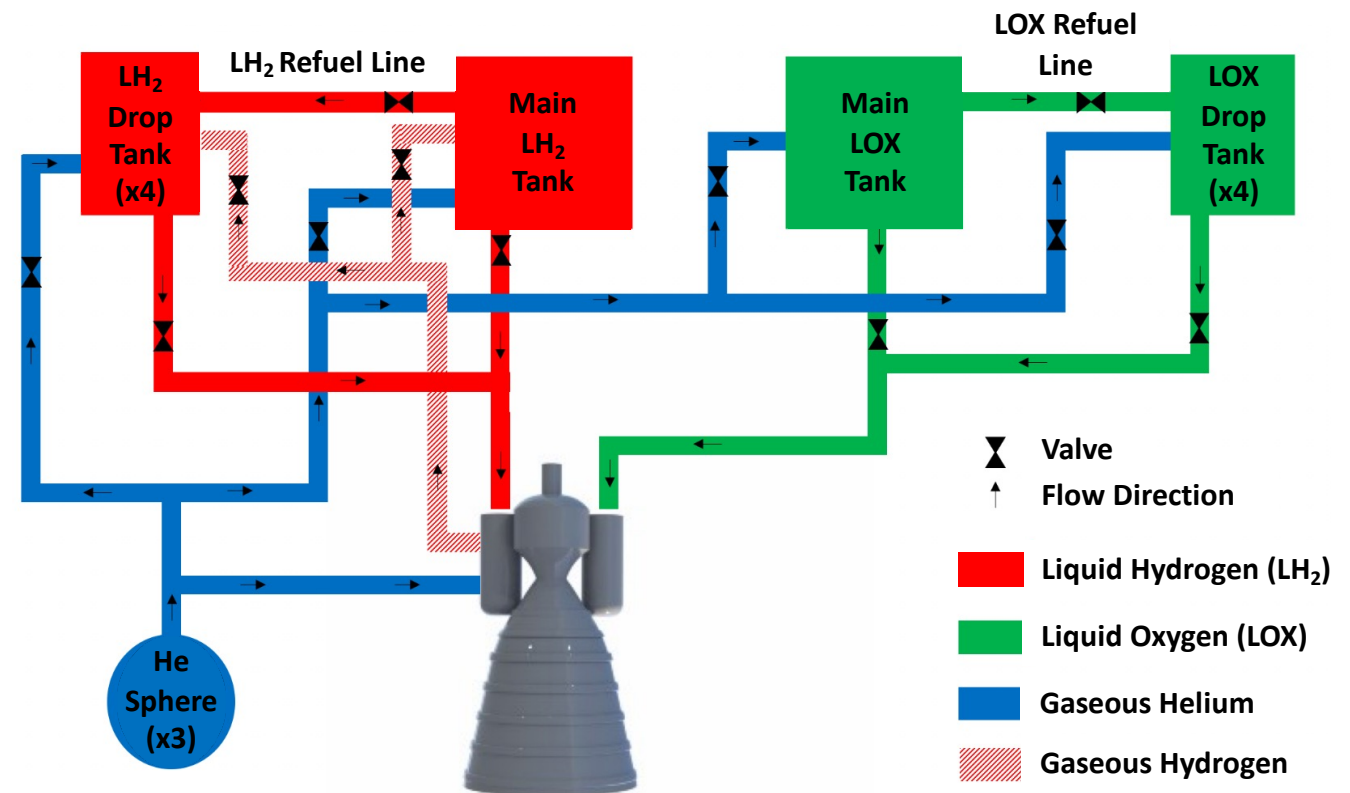 LH₂
Drop
Tank
(x4)
LH₂ Refuel Line
Main
LH₂
Tank
Main
LOX
Tank
LOX Refuel
Line
LOX
Drop
Tank
(x4)
He
Sphere
(x3)
Valve
Flow Direction
Liquid Hydrogen (LH₂)
Liquid Oxygen (LOX)
Gaseous Helium
Gaseous Hydrogen